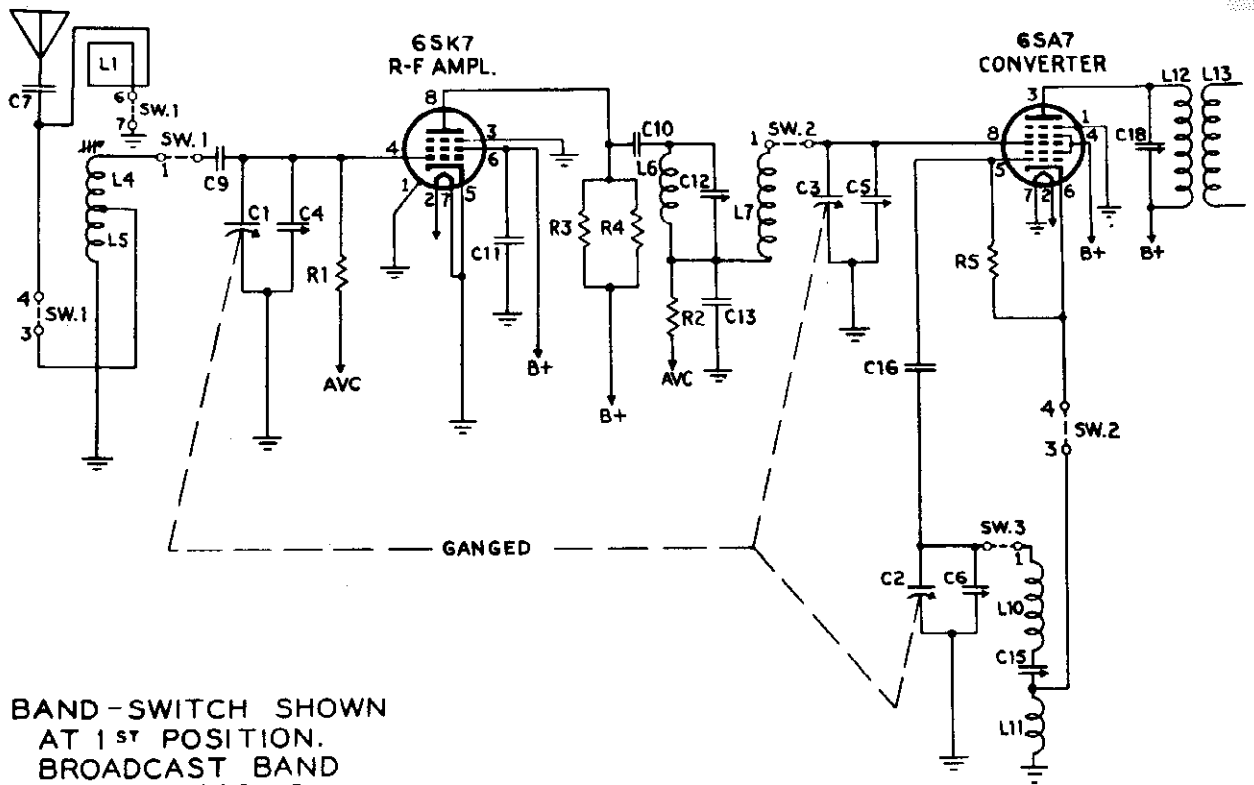 6SK7
R-F AMPL.
6SA7
CONVERTER
L1
C7
6
SW.1
7
SW.1
1
C9
L4
L5
4
SW.1
3
C1
C4
R1
AVC
8
3
6
4
1
2
7
5
C11
B+
C10
L6
C12
R3
R4
B+
R2
C13
AVC
1
SW.2
L7
C3
C5
3
1
4
8
5
7
2
6
C18
L12
L13
B+
B+
R5
C16
4
SW.2
3
GANGED
SW.3
1
C2
C6
L10
C15
L11
BAND-SWITCH SHOWN
AT 1ST POSITION.
BROADCAST BAND